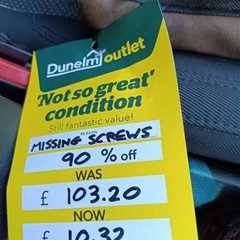 Dunelm outlet
'Not so great'
condition
Still fantastic value!
REASON
MISSING SCREWS
90 % off
WAS
£ 103.20
NOW
£ 10.32